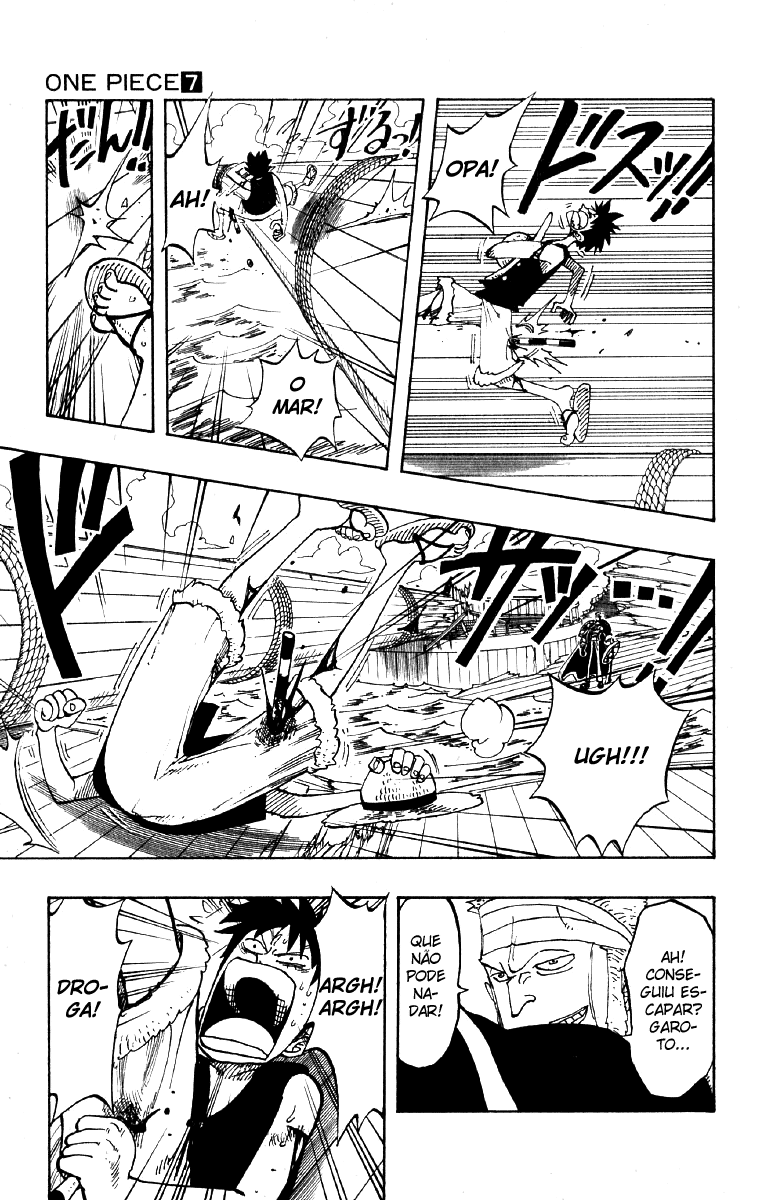 ONE PIECE 7
ドスッ!!
OPA!
ずるっ!
AH!
O
MAR!
だん!!
ドザッ…!!
UGH!!!
AH!
CONSE-
GUIU ES-
CAPAR?
GARO-
TO...
QUE
NÃO
PODE
NA-
DAR!
ARGH!
ARGH!
DRO-
GA!